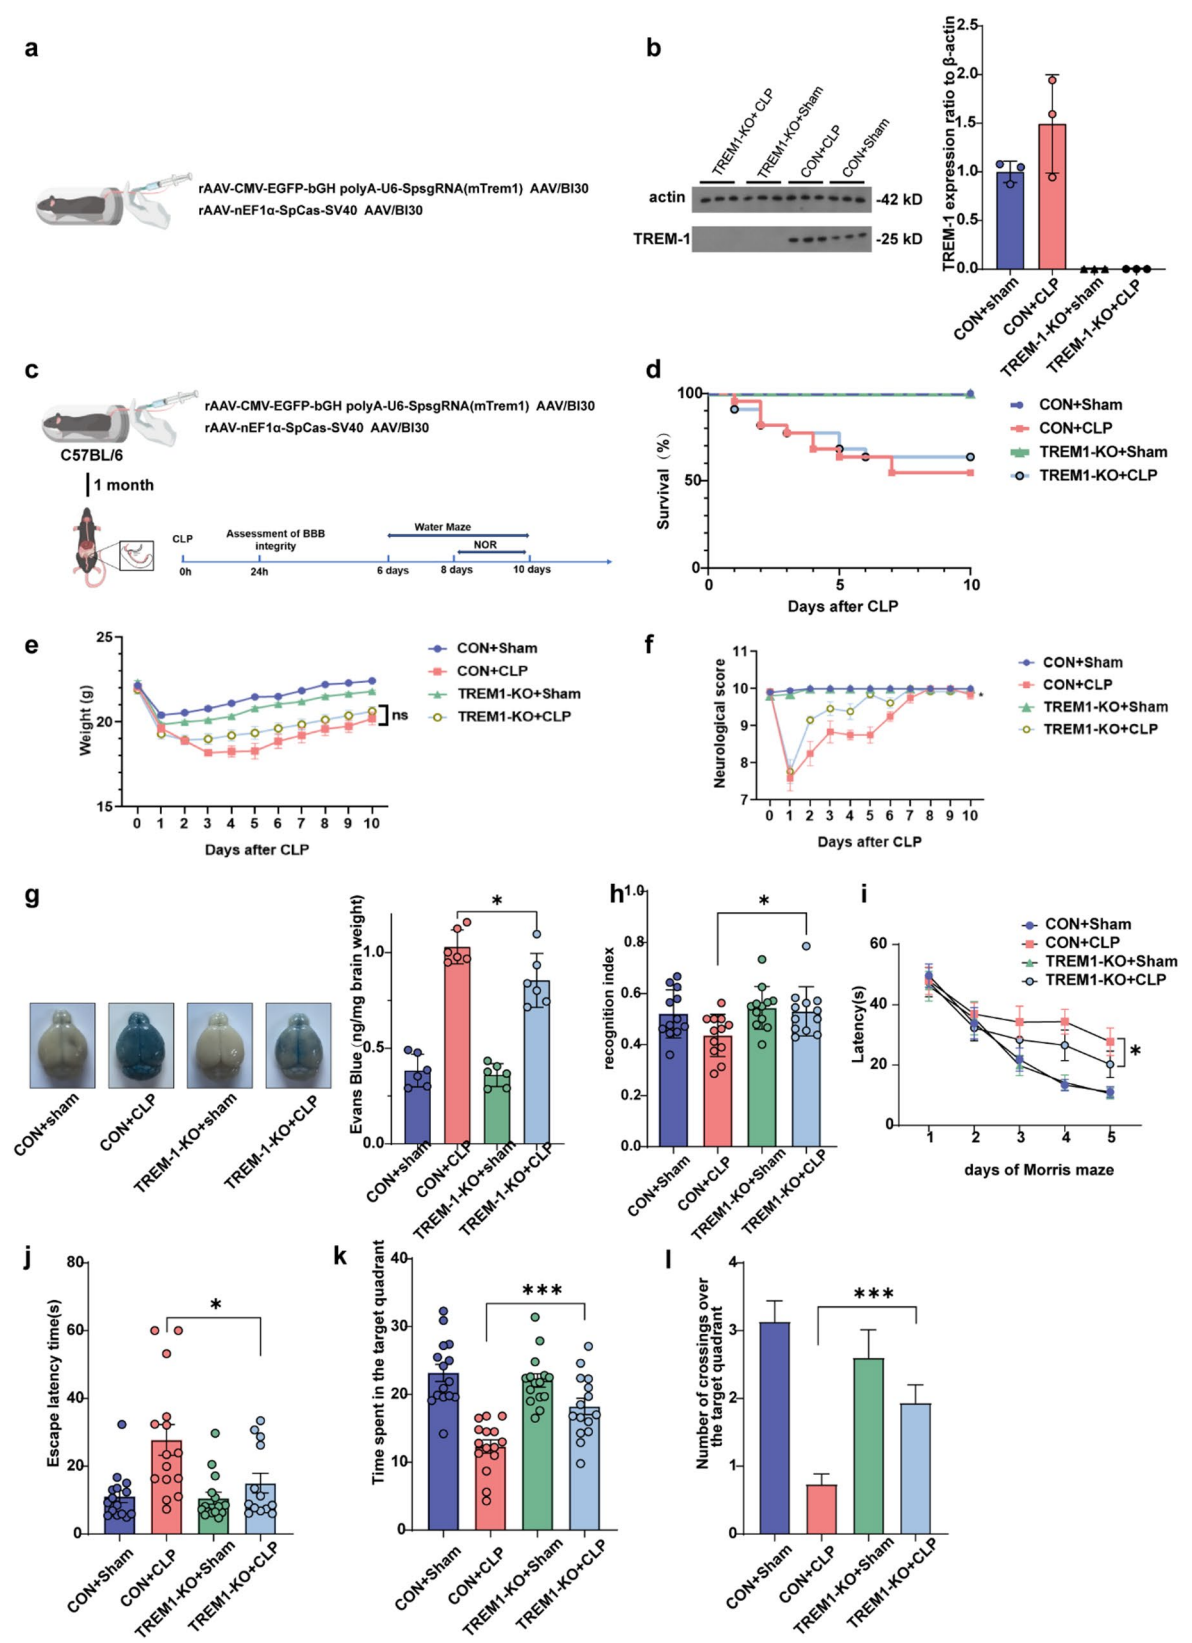 a
rAAV-CMV-EGFP-bGH polyA-U6-SpsgRNA(mTrem1) AAV/BI30
rAAV-nEF1α-SpCas-SV40 AAV/BI30
b
TREM1-KO+CLP
TREM1-KO+Sham
CON+CLP
CON+Sham
actin
-42 kD
TREM-1
-25 kD
TREM-1 expression ratio to β-actin
2.5
2.0
1.5
1.0
0.5
0.0
CON+sham
CON+CLP
TREM-1-KO+sham
TREM-1-KO+CLP
c
rAAV-CMV-EGFP-bGH polyA-U6-SpsgRNA(mTrem1) AAV/BI30
rAAV-nEF1α-SpCas-SV40 AAV/BI30
C57BL/6
1 month
CLP
Assessment of BBB
integrity
Water Maze
NOR
0h
24h
6 days
8 days
10 days
d
Survival (%)
100
50
0
0
5
10
Days after CLP
CON+Sham
CON+CLP
TREM1-KO+Sham
TREM1-KO+CLP
e
Weight (g)
25
20
15
0 1 2 3 4 5 6 7 8 9 10
Days after CLP
CON+Sham
CON+CLP
TREM1-KO+Sham
TREM1-KO+CLP
ns
f
Neurological score
11
10
9
8
7
0 1 2 3 4 5 6 7 8 9 10
Days after CLP
*
CON+Sham
CON+CLP
TREM1-KO+Sham
TREM1-KO+CLP
g
CON+sham
CON+CLP
TREM-1-KO+sham
TREM-1-KO+CLP
Evans Blue (ng/mg brain weight)
1.0
0.5
0.0
*
CON+sham
CON+CLP
TREM-1-KO+sham
TREM-1-KO+CLP
h
recognition index
1.0
0.8
0.6
0.4
0.2
0.0
*
CON+Sham
CON+CLP
TREM1-KO+Sham
TREM1-KO+CLP
i
CON+Sham
CON+CLP
TREM1-KO+Sham
TREM1-KO+CLP
Latency(s)
60
40
20
0
*
1 2 3 4 5
days of Morris maze
j
Escape latency time(s)
80
60
40
20
0
*
CON+Sham
CON+CLP
TREM1-KO+Sham
TREM1-KO+CLP
k
Time spent in the target quadrant
40
30
20
10
0
***
CON+Sham
CON+CLP
TREM1-KO+Sham
TREM1-KO+CLP
l
Number of crossings over
the target quadrant
4
3
2
1
0
***
CON+Sham
CON+CLP
TREM1-KO+Sham
TREM1-KO+CLP